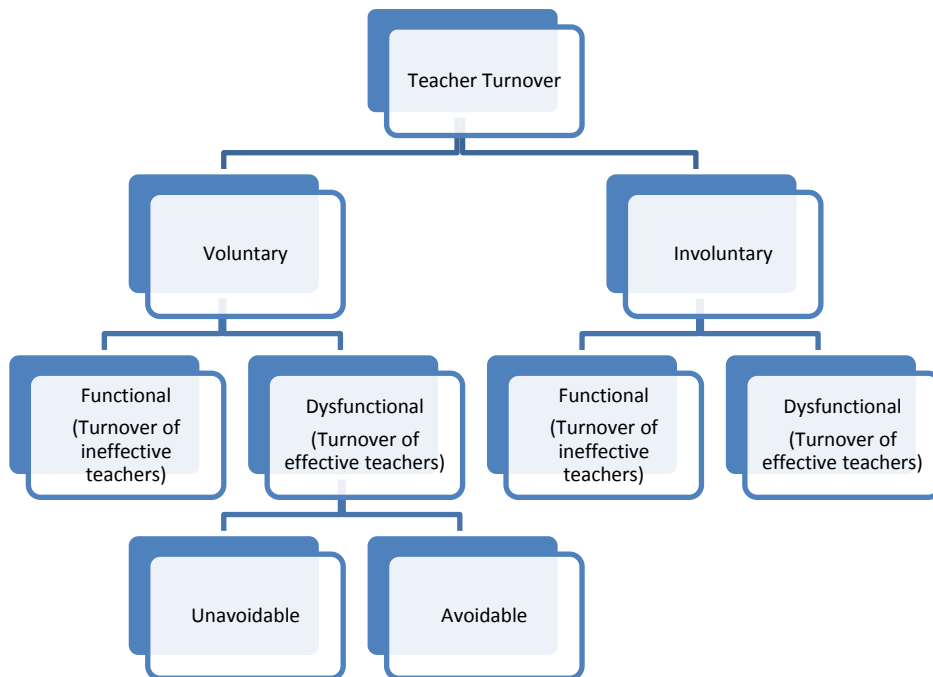 Teacher Turnover
Voluntary
Involuntary
Functional
(Turnover of
ineffective
teachers)
Dysfunctional
(Turnover of
effective teachers)
Functional
(Turnover of
ineffective
teachers)
Dysfunctional
(Turnover of
effective teachers)
Unavoidable
Avoidable